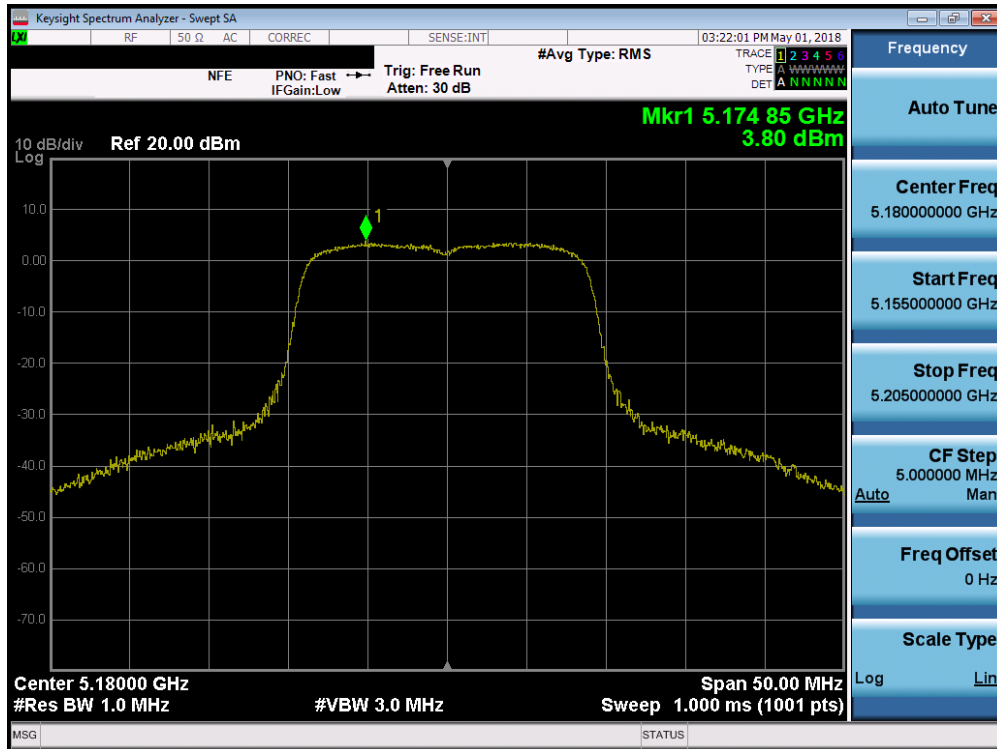 Keysight Spectrum Analyzer - Swept SA
LXI RF 50 Ω AC CORREC SENSE:INT 03:22:01 PM May 01, 2018
#Avg Type: RMS TRACE 1 2 3 4 5 6
NFE PNO: Fast Trig: Free Run TYPE A WWWWW
IFGain:Low Atten: 30 dB DET A N N N N N
Mkr1 5.174 85 GHz
3.80 dBm
10 dB/div Ref 20.00 dBm
Log
1
10.0
0.00
-10.0
-20.0
-30.0
-40.0
-50.0
-60.0
-70.0
Center 5.18000 GHz Span 50.00 MHz
#Res BW 1.0 MHz #VBW 3.0 MHz Sweep 1.000 ms (1001 pts)
MSG STATUS
Frequency
Auto Tune
Center Freq
5.180000000 GHz
Start Freq
5.155000000 GHz
Stop Freq
5.205000000 GHz
CF Step
5.000000 MHz
Auto Man
Freq Offset
0 Hz
Scale Type
Log Lin